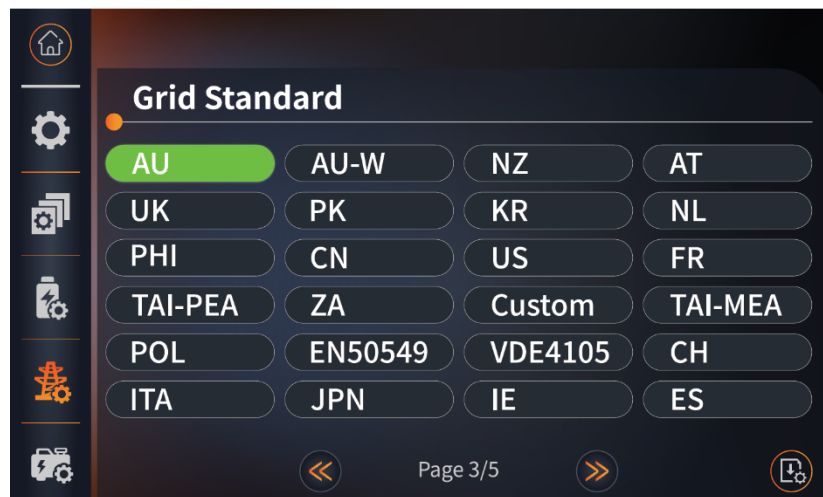 Grid Standard
AU AU-W NZ AT
UK PK KR NL
PHI CN US FR
TAI-PEA ZA Custom TAI-MEA
POL EN50549 VDE4105 CH
ITA JPN IE ES
Page 3/5